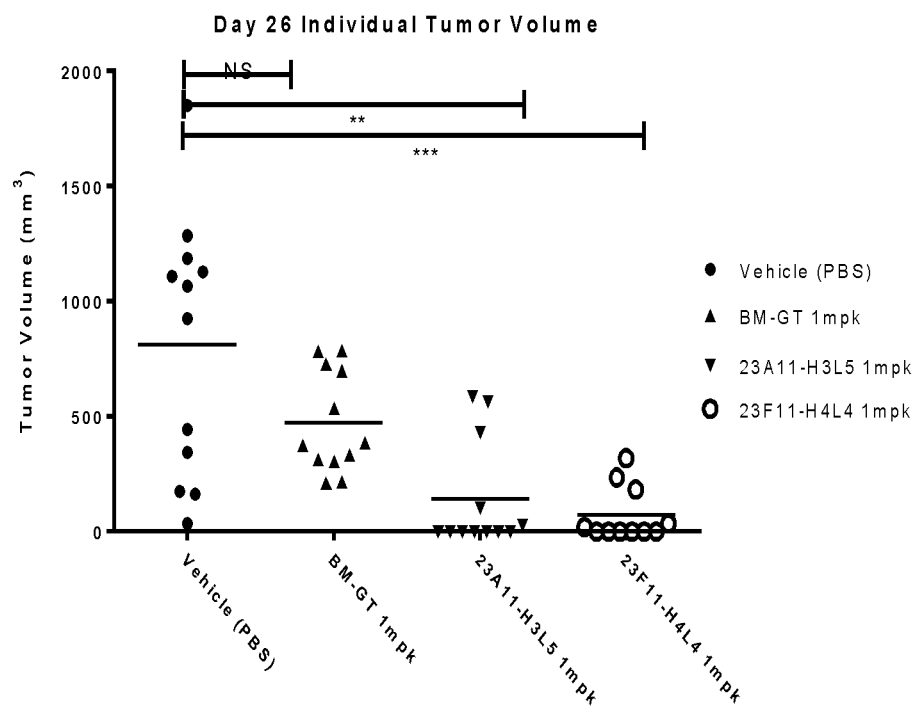 Day 26 Individual Tumor Volume
NS
**
***
2000
1500
1000
500
0
Tumor Volume (mm³)
Vehicle (PBS)
BM-GT 1mpk
23A11-H3L5 1mpk
23F11-H4L4 1mpk
Vehicle (PBS)
BM-GT 1mpk
23A11-H3L5 1mpk
23F11-H4L4 1mpk